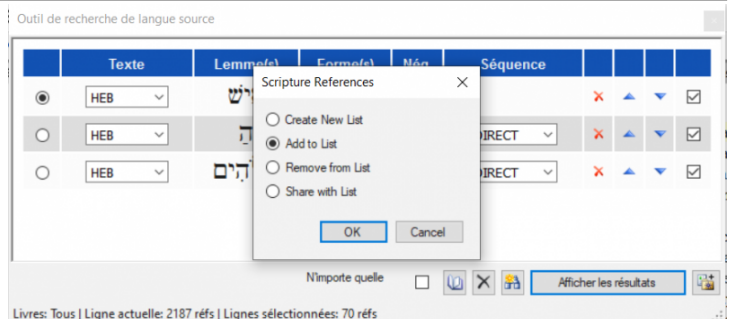 Outil de recherche de langue source
Texte Lemme(s) Forme(s) Nég Séquence
HEB
HEB DIRECT
HEB DIRECT
Scripture References
Create New List
Add to List
Remove from List
Share with List
OK Cancel
N'importe quelle Afficher les résultats
Livres: Tous | Ligne actuelle: 2187 réfs | Lignes sélectionnées: 70 réfs